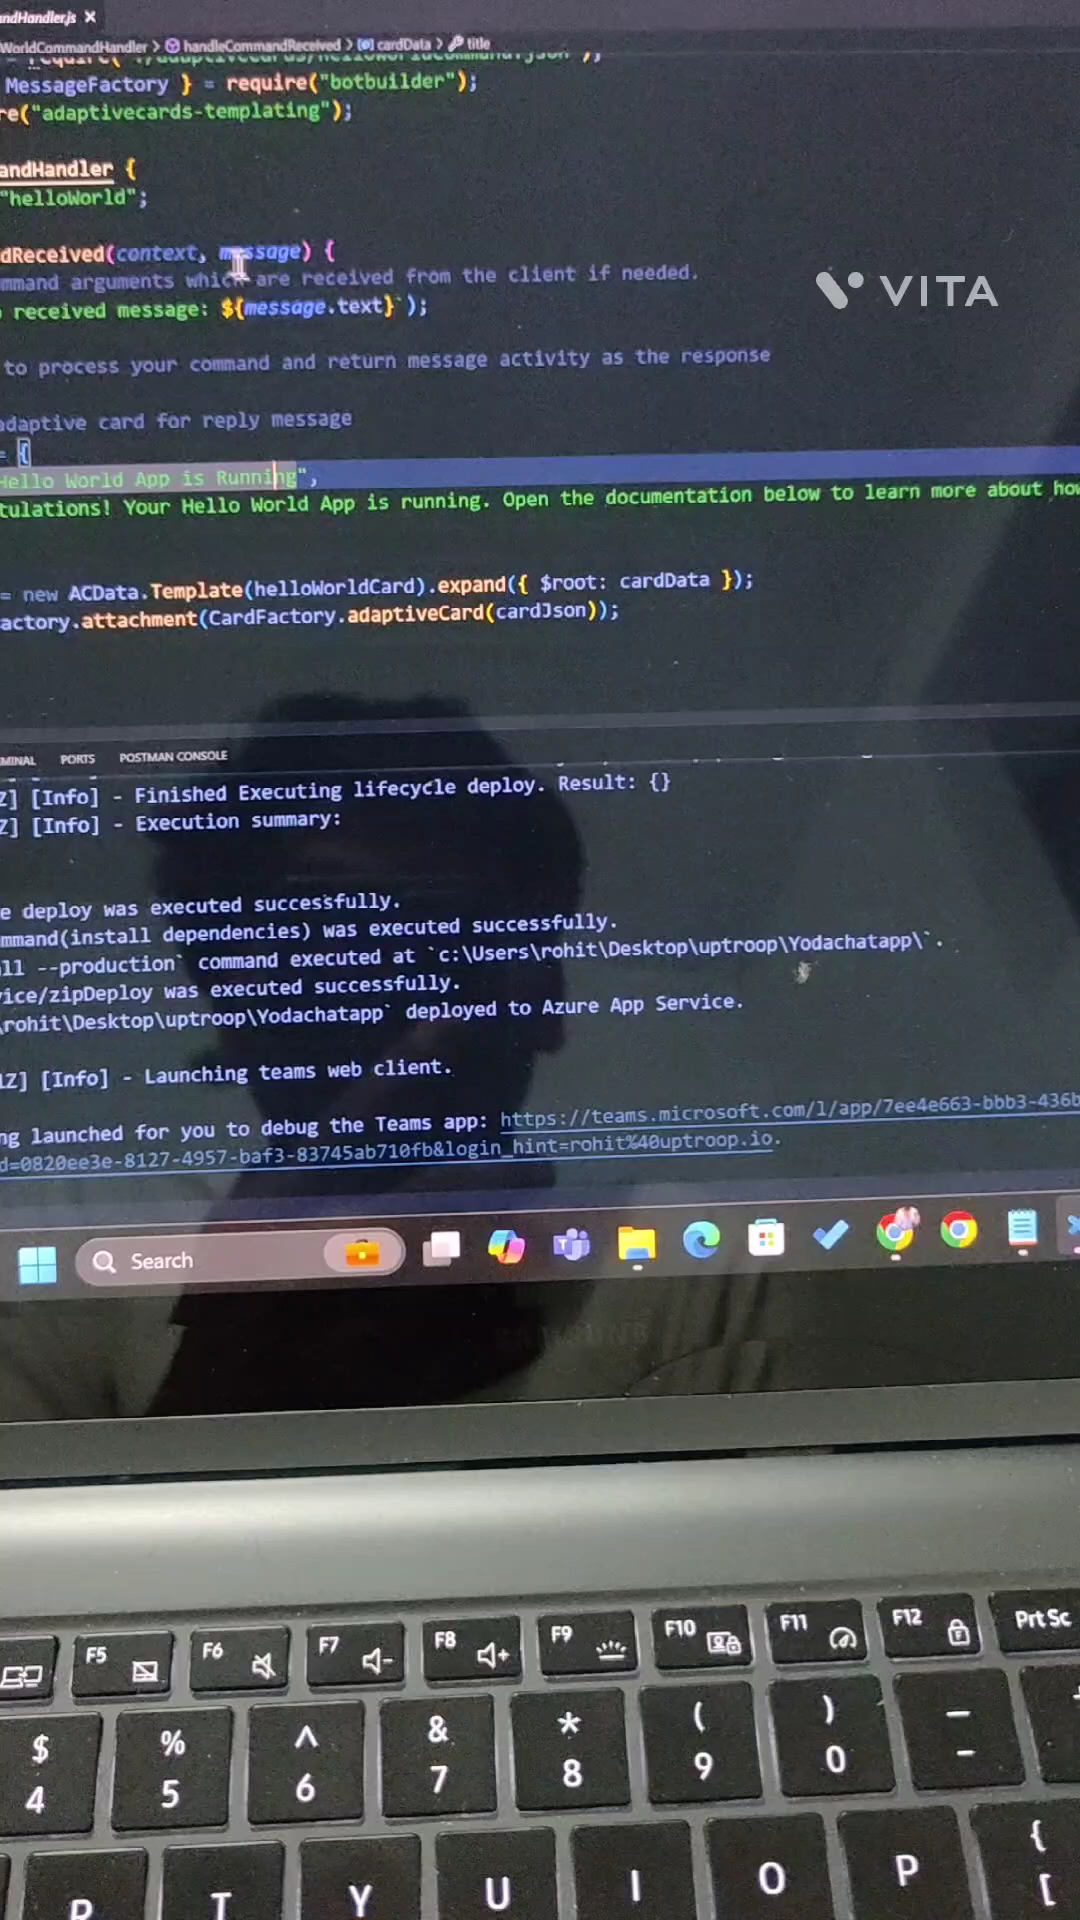 andHandler.js ×
WorldCommandHandler > handleCommandReceived > cardData > title
MessageFactory } = require("botbuilder");
re("adaptivecards-templating");
andHandler {
"helloWorld";
dReceived(context, message) {
mmand arguments which are received from the client if needed.
received message: ${message.text}`);
VITA
to process your command and return message activity as the response
adaptive card for reply message
= {
Hello World App is Running",
tulations! Your Hello World App is running. Open the documentation below to learn more about how
= new ACData.Template(helloWorldCard).expand({ $root: cardData });
actory.attachment(CardFactory.adaptiveCard(cardJson));
MINAL PORTS POSTMAN CONSOLE
Z] [Info] - Finished Executing lifecycle deploy. Result: {}
Z] [Info] - Execution summary:
e deploy was executed successfully.
mmand(install dependencies) was executed successfully.
ll --production` command executed at `c:\Users\rohit\Desktop\uptroop\Yodachatapp\`.
ice/zipDeploy was executed successfully.
\rohit\Desktop\uptroop\Yodachatapp` deployed to Azure App Service.
1Z] [Info] - Launching teams web client.
ng launched for you to debug the Teams app: https://teams.microsoft.com/l/app/7ee4e663-bbb3-436b
d=0820ee3e-8127-4957-baf3-83745ab710fb&login_hint=rohit%40uptroop.io.
Search
SAMSUNG
F5 F6 F7 F8 F9 F10 F11 F12 Prt Sc
$ % ^ & * ( ) _
4 5 6 7 8 9 0 -
R T Y U I O P { [